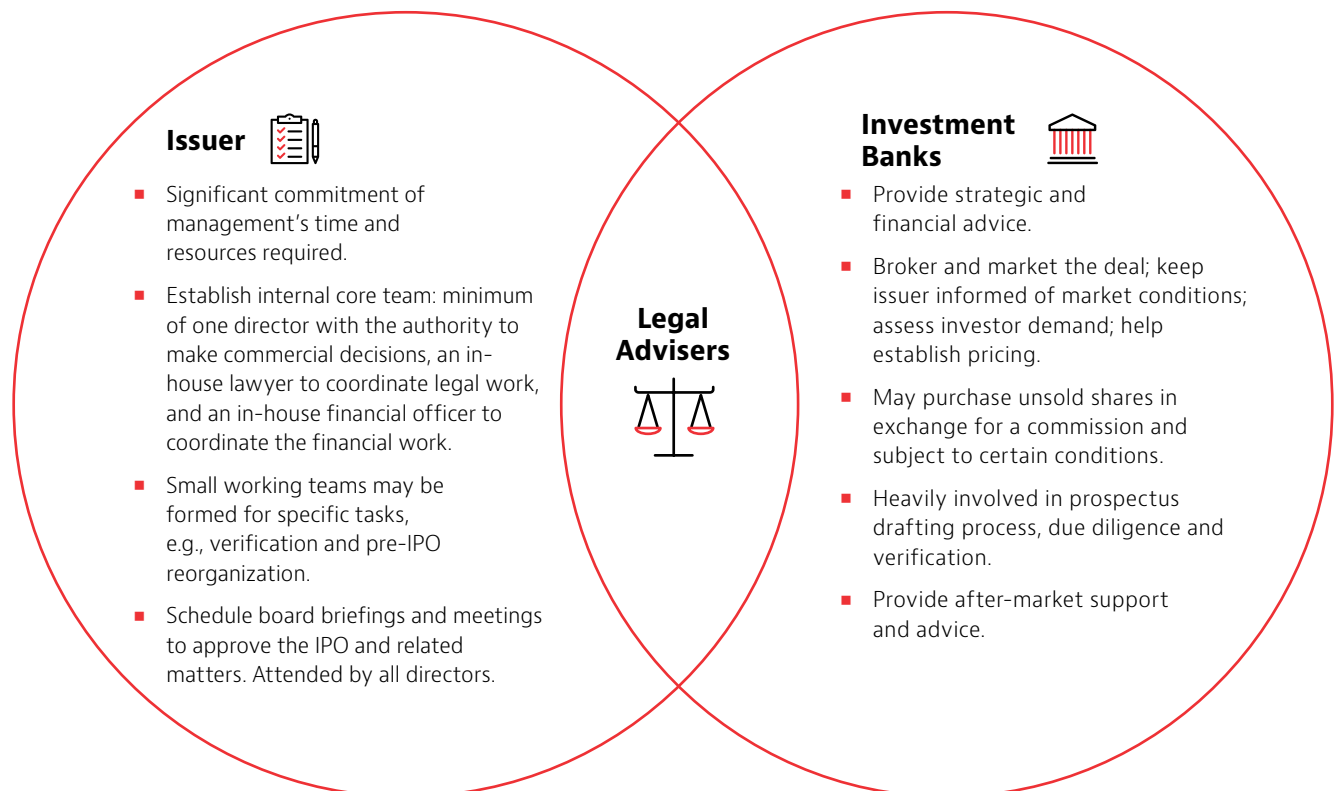 Issuer
■ Significant commitment of
management’s time and
resources required.
■ Establish internal core team: minimum
of one director with the authority to
make commercial decisions, an in-
house lawyer to coordinate legal work,
and an in-house financial officer to
coordinate the financial work.
■ Small working teams may be
formed for specific tasks,
e.g., verification and pre-IPO
reorganization.
■ Schedule board briefings and meetings
to approve the IPO and related
matters. Attended by all directors.
Legal
Advisers
Investment
Banks
■ Provide strategic and
financial advice.
■ Broker and market the deal; keep
issuer informed of market conditions;
assess investor demand; help
establish pricing.
■ May purchase unsold shares in
exchange for a commission and
subject to certain conditions.
■ Heavily involved in prospectus
drafting process, due diligence and
verification.
■ Provide after-market support
and advice.